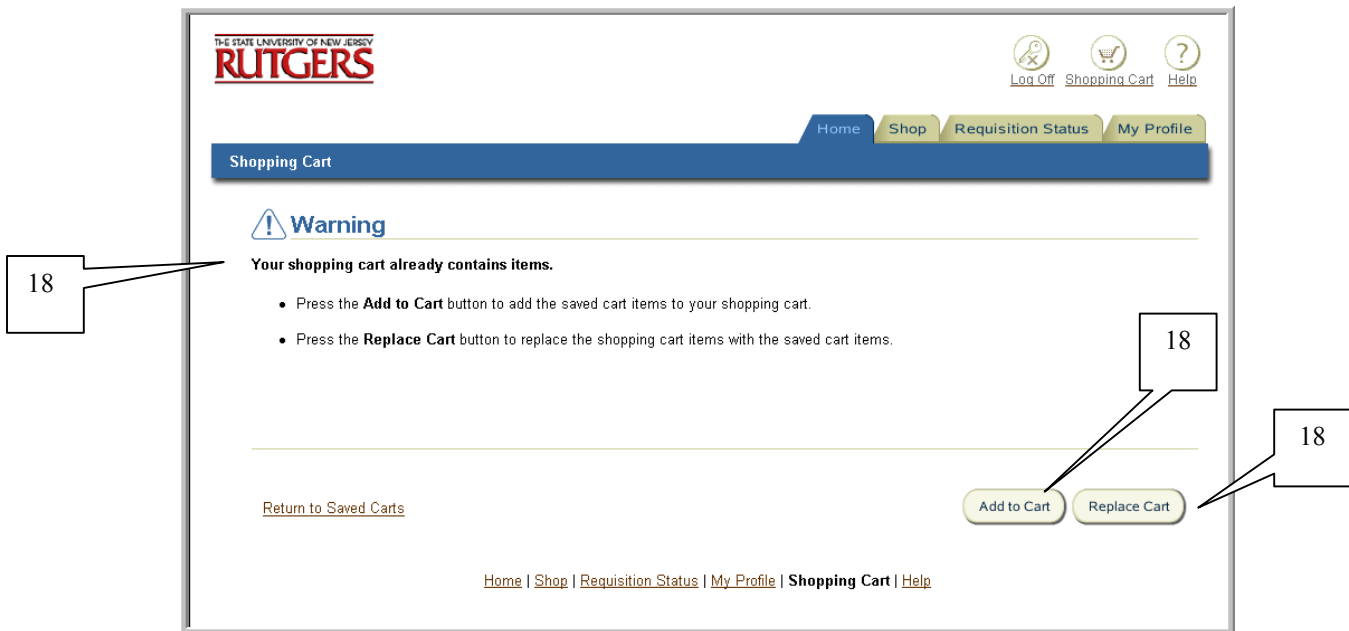 THE STATE UNIVERSITY OF NEW JERSEY
RUTGERS
Log Off Shopping Cart Help
Home Shop Requisition Status My Profile
Shopping Cart
Warning
18
Your shopping cart already contains items.
• Press the Add to Cart button to add the saved cart items to your shopping cart.
• Press the Replace Cart button to replace the shopping cart items with the saved cart items.
18
18
Return to Saved Carts
Add to Cart Replace Cart
Home | Shop | Requisition Status | My Profile | Shopping Cart | Help